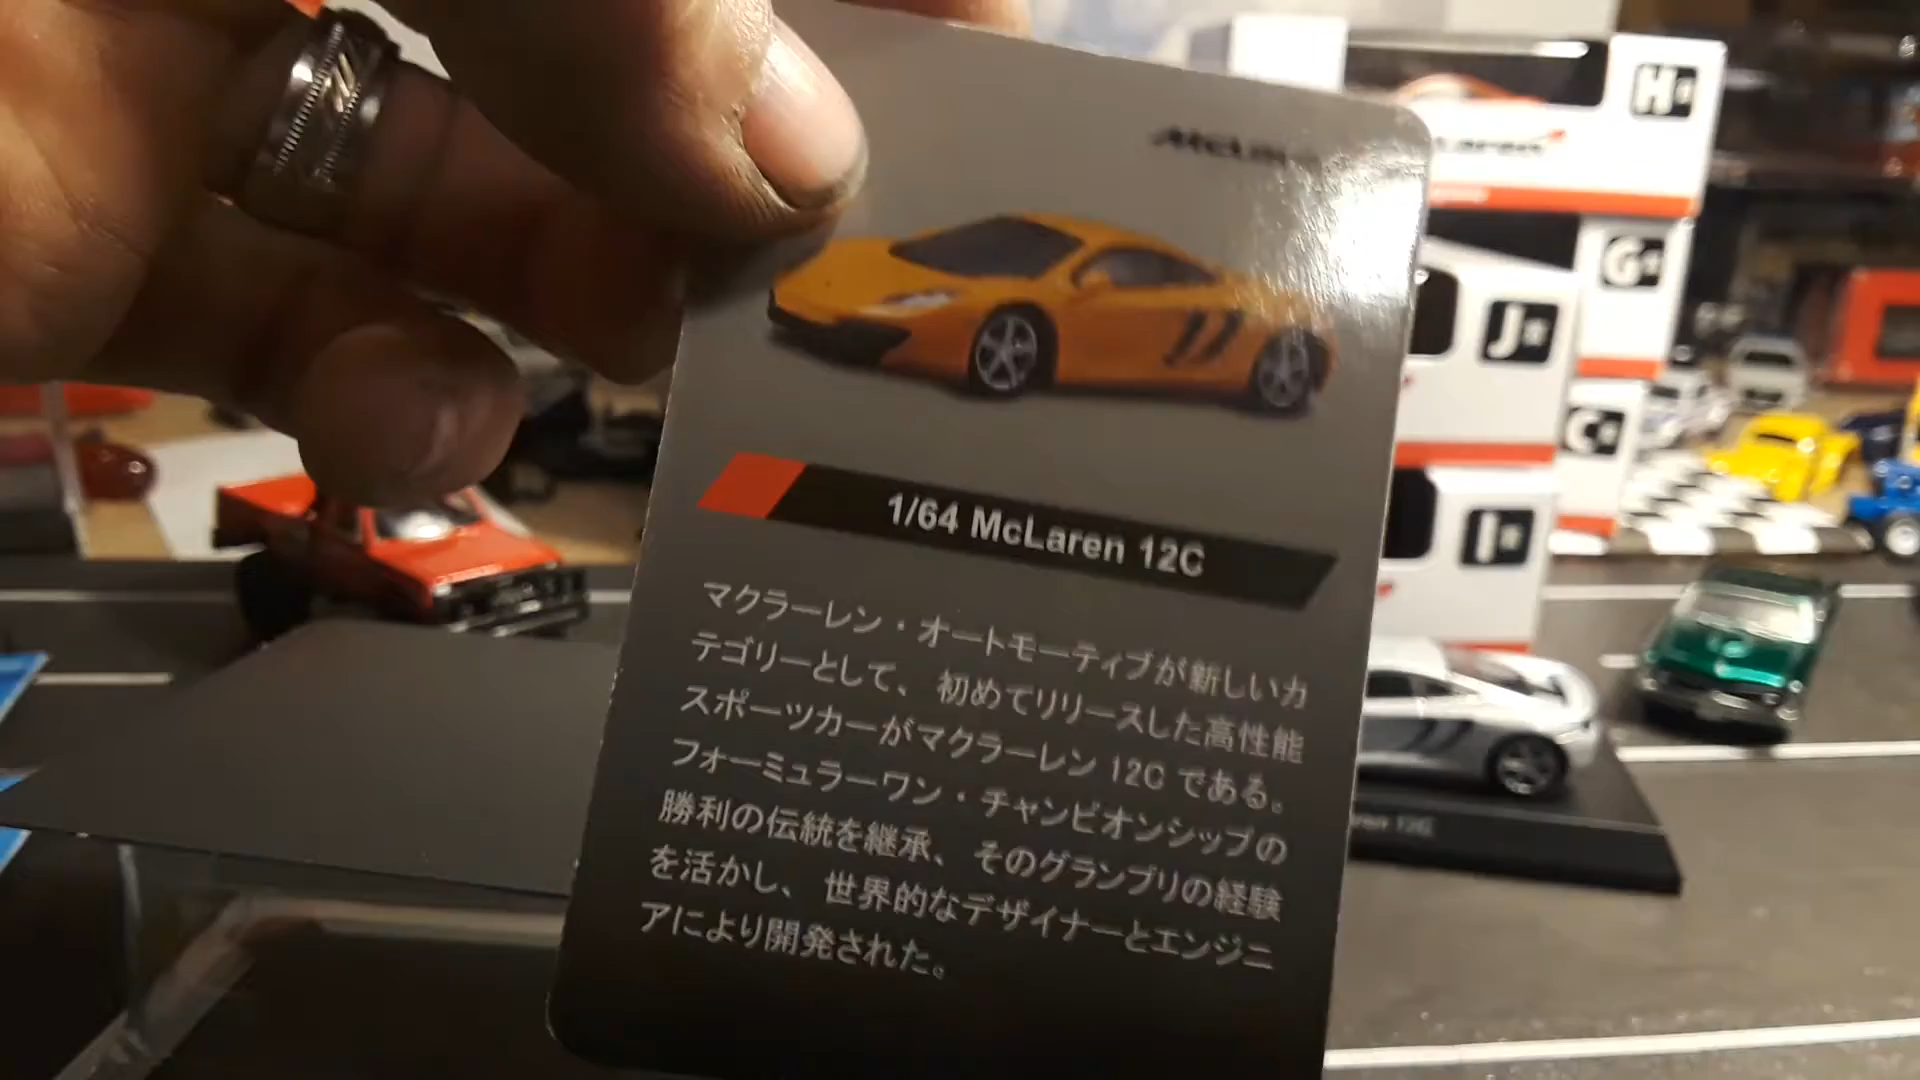 1/64 McLaren 12C
マクラーレン・オートモーティブが新しいカ
テゴリーとして、初めてリリースした高性能
スポーツカーがマクラーレン 12C である。
フォーミュラーワン・チャンピオンシップの
勝利の伝統を継承、そのグランプリの経験
を活かし、世界的なデザイナーとエンジニ
アにより開発された。
H
G
J
C
I